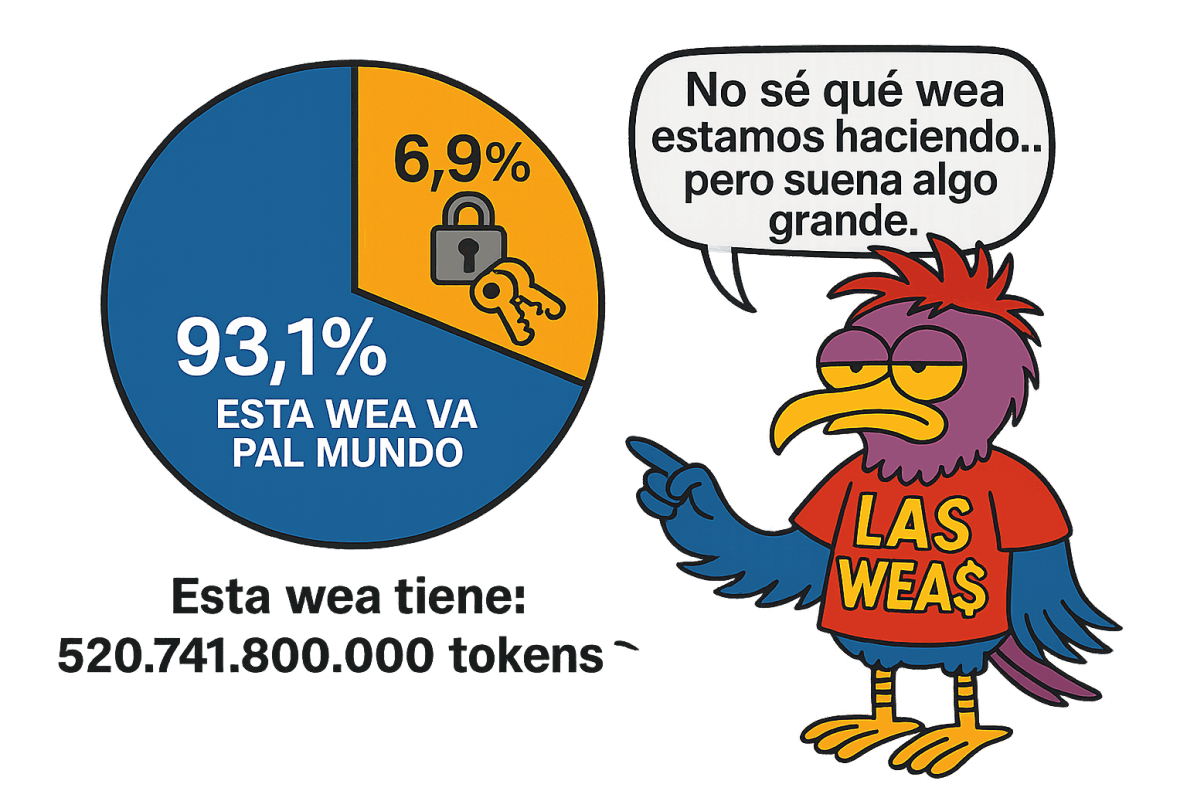 6,9%
93,1%
ESTA WEA VA
PAL MUNDO
Esta wea tiene:
520.741.800.000 tokens
No sé qué wea
estamos haciendo..
pero suena algo
grande.
LAS
WEA$